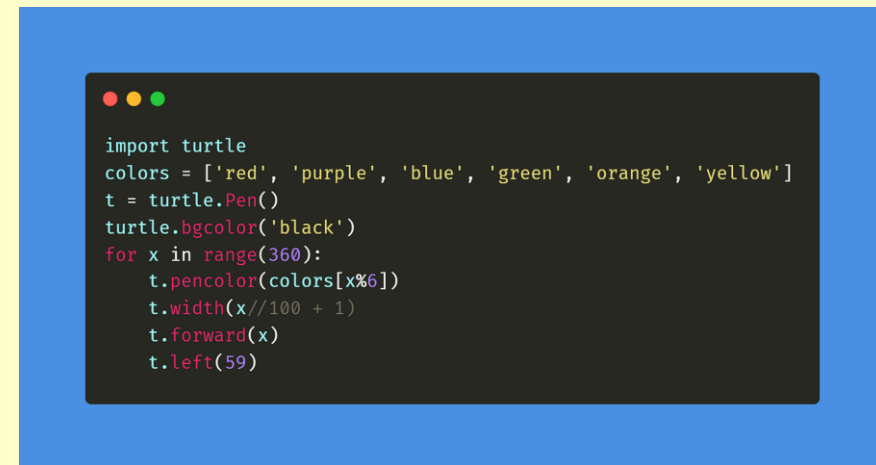 import turtle
colors = ['red', 'purple', 'blue', 'green', 'orange', 'yellow']
t = turtle.Pen()
turtle.bgcolor('black')
for x in range(360):
    t.pencolor(colors[x%6])
    t.width(x//100 + 1)
    t.forward(x)
    t.left(59)